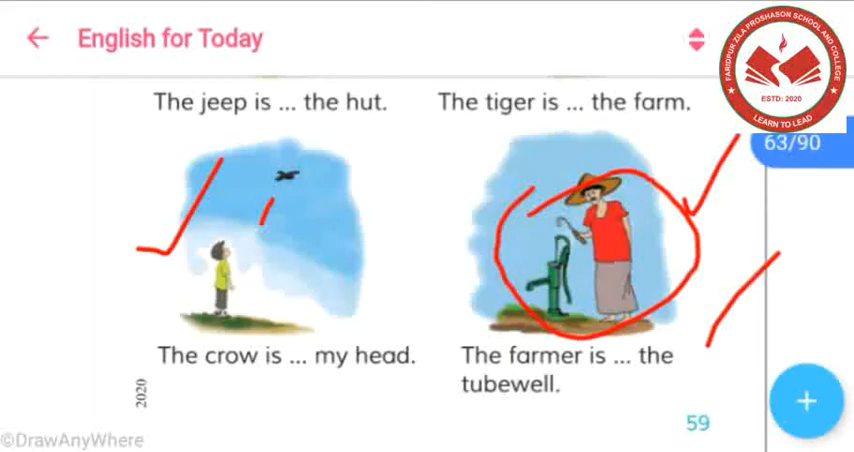 English for Today
FARIDPUR ZILA PROSHASON SCHOOL AND COLLEGE
ESTD: 2020
LEARN TO LEAD
63/90
The jeep is ... the hut.
The tiger is ... the farm.
The crow is ... my head.
The farmer is ... the
tubewell.
2020
59
©DrawAnyWhere